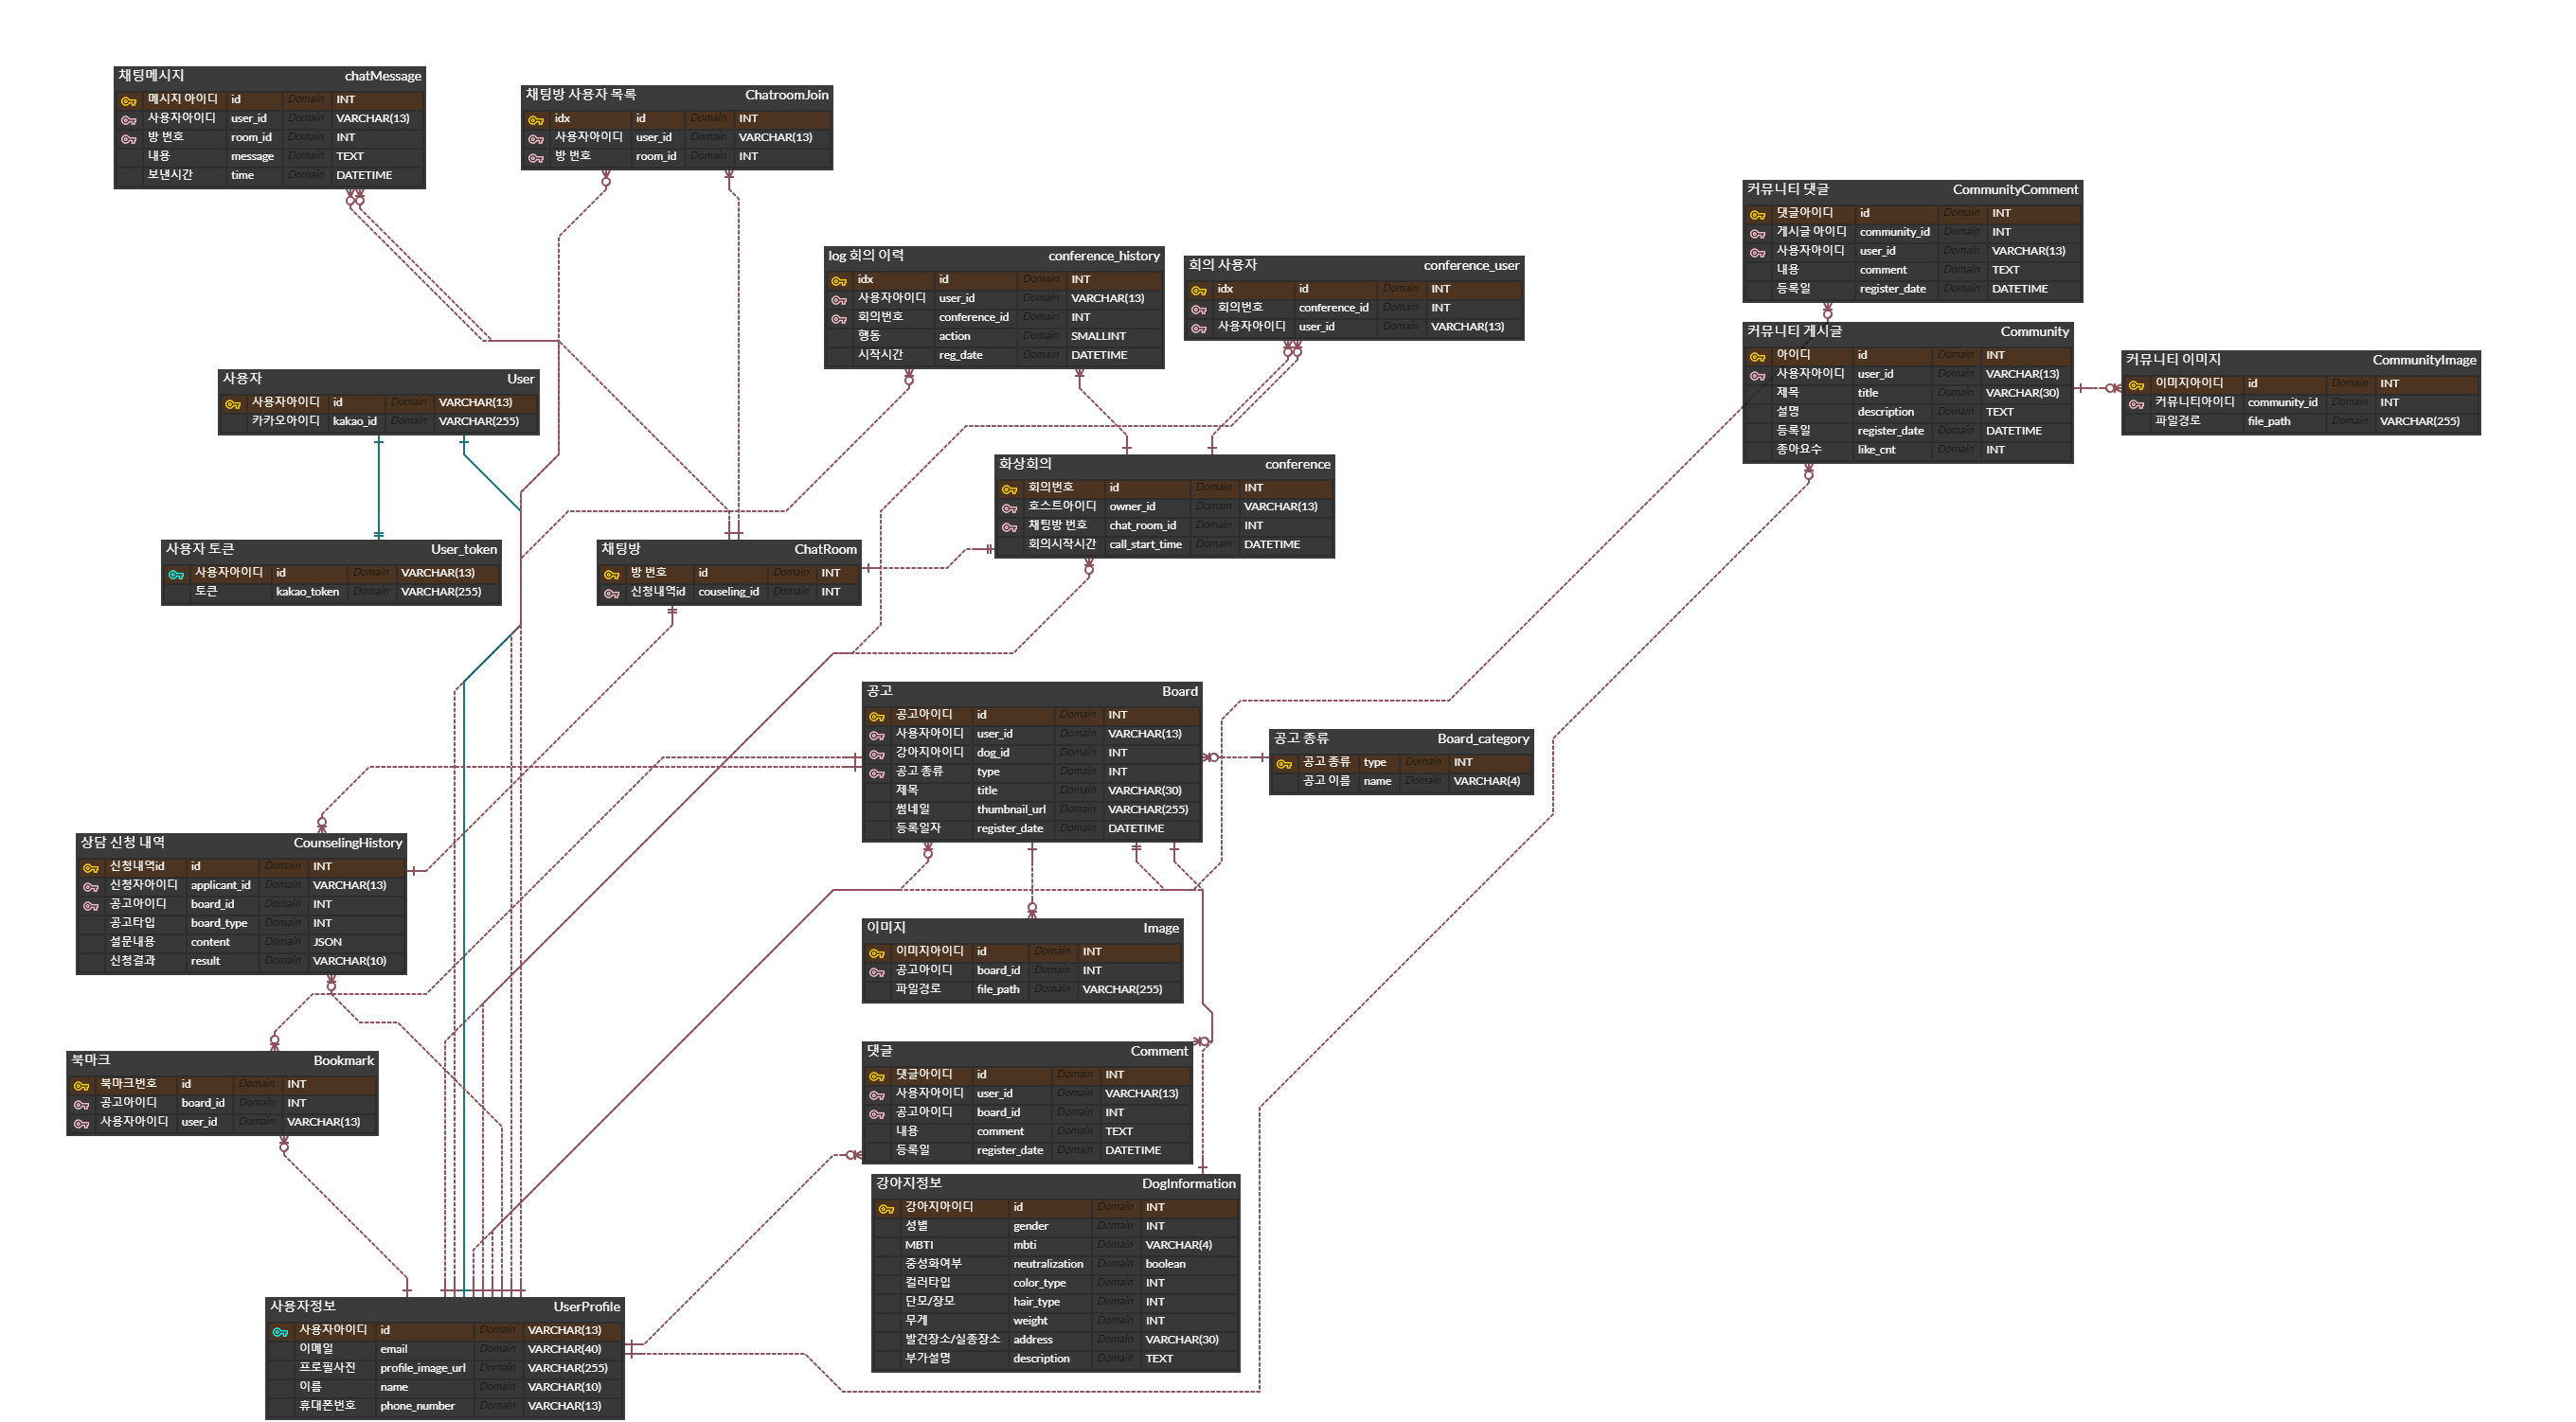 채팅메시지 chatMessage
메시지 아이디 id Domain INT
사용자아이디 user_id Domain VARCHAR(13)
방 번호 room_id Domain INT
내용 message Domain TEXT
보낸시간 time Domain DATETIME
채팅방 사용자 목록 ChatroomJoin
idx id Domain INT
사용자아이디 user_id Domain VARCHAR(13)
방 번호 room_id Domain INT
log 회의 이력 conference_history
idx id Domain INT
사용자아이디 user_id Domain VARCHAR(13)
회의번호 conference_id Domain INT
행동 action Domain SMALLINT
시작시간 reg_date Domain DATETIME
회의 사용자 conference_user
idx id Domain INT
회의번호 conference_id Domain INT
사용자아이디 user_id Domain VARCHAR(13)
커뮤니티 댓글 CommunityComment
댓글아이디 id Domain INT
게시글 아이디 community_id Domain INT
사용자아이디 user_id Domain VARCHAR(13)
내용 comment Domain TEXT
등록일 register_date Domain DATETIME
커뮤니티 게시글 Community
아이디 id Domain INT
사용자아이디 user_id Domain VARCHAR(13)
제목 title Domain VARCHAR(30)
설명 description Domain TEXT
등록일 register_date Domain DATETIME
종아요수 like_cnt Domain INT
커뮤니티 이미지 CommunityImage
이미지아이디 id Domain INT
커뮤니티아이디 community_id Domain INT
파일경로 file_path Domain VARCHAR(255)
사용자 User
사용자아이디 id Domain VARCHAR(13)
카카오아이디 kakao_id Domain VARCHAR(255)
화상회의 conference
회의번호 id Domain INT
호스트아이디 owner_id Domain VARCHAR(13)
채팅방 번호 chat_room_id Domain INT
회의시작시간 call_start_time Domain DATETIME
사용자 토큰 User_token
사용자아이디 id Domain VARCHAR(13)
토큰 kakao_token Domain VARCHAR(255)
채팅방 ChatRoom
방 번호 id Domain INT
신청내역id couseling_id Domain INT
공고 Board
공고아이디 id Domain INT
사용자아이디 user_id Domain VARCHAR(13)
강아지아이디 dog_id Domain INT
공고 종류 type Domain INT
제목 title Domain VARCHAR(30)
썸네일 thumbnail_url Domain VARCHAR(255)
등록일자 register_date Domain DATETIME
공고 종류 Board_category
공고 종류 type Domain INT
공고 이름 name Domain VARCHAR(4)
상담 신청 내역 CounselingHistory
신청내역id id Domain INT
신청자아이디 applicant_id Domain VARCHAR(13)
공고아이디 board_id Domain INT
공고타입 board_type Domain INT
설문내용 content Domain JSON
신청결과 result Domain VARCHAR(10)
이미지 Image
이미지아이디 id Domain INT
공고아이디 board_id Domain INT
파일경로 file_path Domain VARCHAR(255)
북마크 Bookmark
북마크번호 id Domain INT
공고아이디 board_id Domain INT
사용자아이디 user_id Domain VARCHAR(13)
댓글 Comment
댓글아이디 id Domain INT
사용자아이디 user_id Domain VARCHAR(13)
공고아이디 board_id Domain INT
내용 comment Domain TEXT
등록일 register_date Domain DATETIME
강아지정보 DogInformation
강아지아이디 id Domain INT
성별 gender Domain INT
MBTI mbti Domain VARCHAR(4)
중성화여부 neutralization Domain boolean
컬러타입 color_type Domain INT
단모/장모 hair_type Domain INT
무게 weight Domain INT
발견장소/실종장소 address Domain VARCHAR(30)
부가설명 description Domain TEXT
사용자정보 UserProfile
사용자아이디 id Domain VARCHAR(13)
이메일 email Domain VARCHAR(40)
프로필사진 profile_image_url Domain VARCHAR(255)
이름 name Domain VARCHAR(10)
휴대폰번호 phone_number Domain VARCHAR(13)